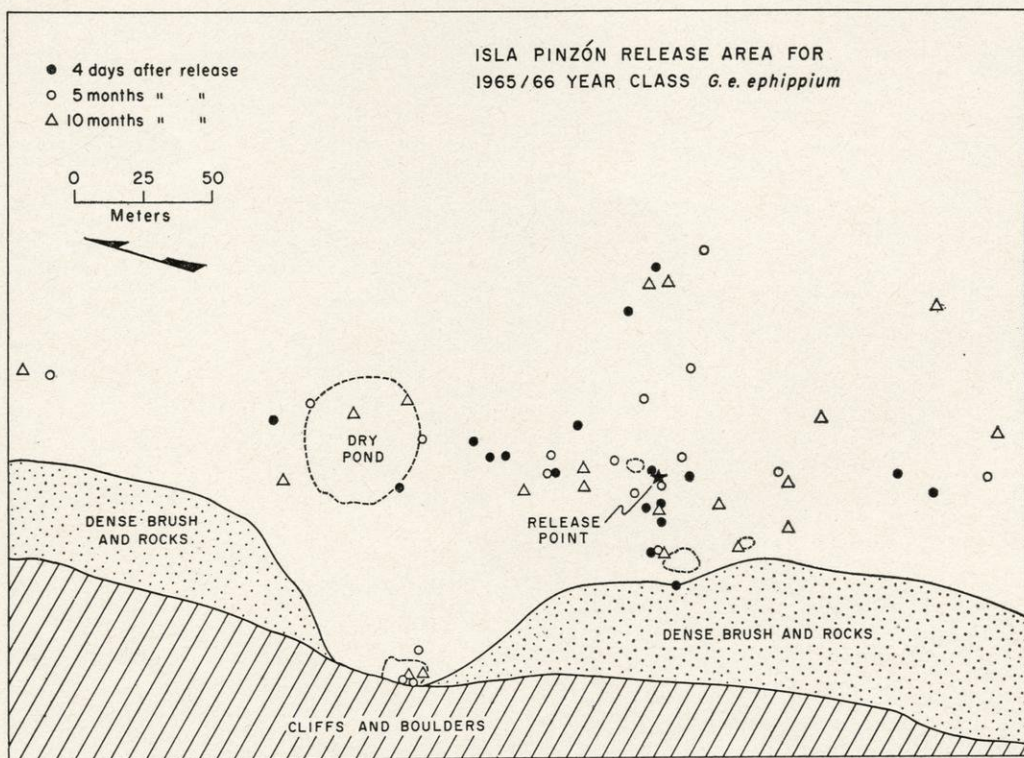 ISLA PINZÓN RELEASE AREA FOR
1965/66 YEAR CLASS G. e. ephippium
4 days after release
5 months " "
10 months " "
0 25 50
Meters
DRY
POND
DENSE BRUSH
AND ROCKS
RELEASE
POINT
DENSE BRUSH AND ROCKS
CLIFFS AND BOULDERS